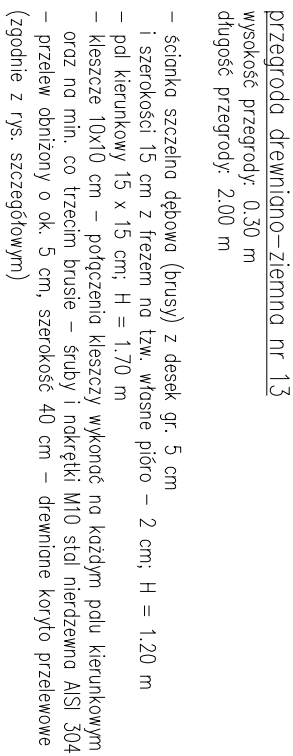 przegroda drewniano-ziemna nr 13
wysokość przegrody: 0.30 m
długość przegrody: 2.00 m
- ścianka szczelna dębowa (brusy) z desek gr. 5 cm
i szerokości 15 cm z frezem na tzw. własne pióro - 2 cm; H = 1.20 m
- pal kierunkowy 15 x 15 cm; H = 1.70 m
- kleszcze 10x10 cm - połączenia kleszczy wykonać na każdym palu kierunkowym
oraz na min. co trzecim brusie - śruby i nakrętki M10 stal nierdzewna AISI 304
- przelew obniżony o ok. 5 cm, szerokość 40 cm - drewniane koryto przelewowe
(zgodnie z rys. szczegółowym)